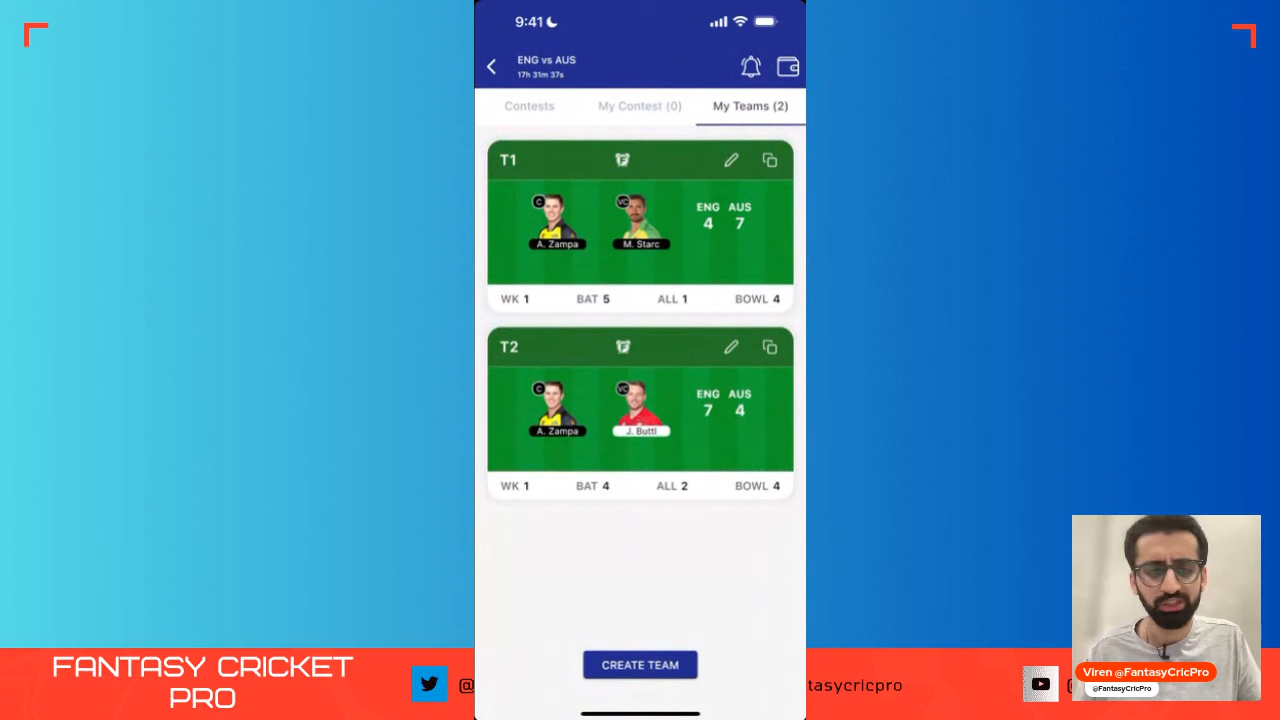 9:41
ENG vs AUS
17h 31m 37s
Contests
My Contest (0)
My Teams (2)
T1
C
VC
A. Zampa
M. Starc
ENG AUS
4 7
WK 1
BAT 5
ALL 1
BOWL 4
T2
C
VC
A. Zampa
J. Buttl
ENG AUS
7 4
WK 1
BAT 4
ALL 2
BOWL 4
CREATE TEAM
FANTASY CRICKET
PRO
@
tasycricpro
Viren @FantasyCricPro
@FantasyCricPro